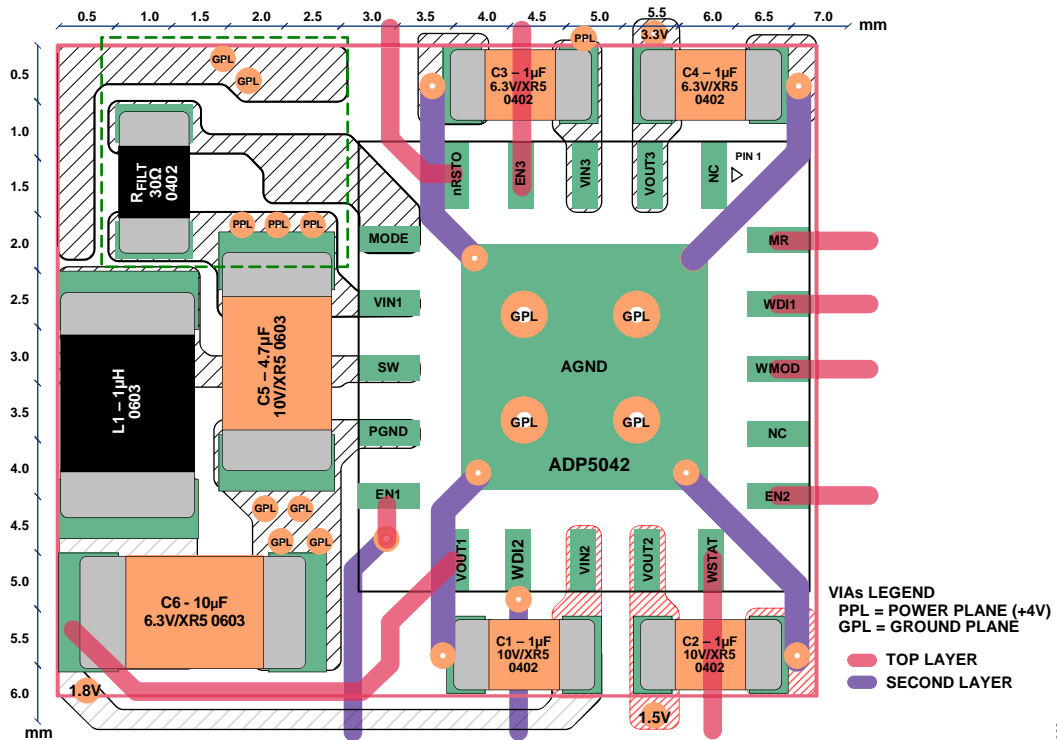 0.5 1.0 1.5 2.0 2.5 3.0 3.5 4.0 4.5 5.0 5.5 6.0 6.5 7.0 mm
0.5
1.0
1.5
2.0
2.5
3.0
3.5
4.0
4.5
5.0
5.5
6.0
mm
GPL
GPL
PPL
3.3V
C3 – 1µF
6.3V/XR5
0402
C4 – 1µF
6.3V/XR5
0402
RFILT
30Ω
0402
nRSTO
EN3
VIN3
VOUT3
NC
PIN 1
PPL PPL PPL
MODE
VIN1
SW
PGND
EN1
MR
WDI1
WMOD
NC
EN2
GPL GPL
AGND
GPL GPL
ADP5042
L1 – 1µH
0603
C5 – 4.7µF
10V/XR5 0603
GPL GPL
GPL GPL
VOUT1
WDI2
VIN2
VOUT2
WSTAT
C6 - 10µF
6.3V/XR5 0603
C1 – 1µF
10V/XR5
0402
C2 – 1µF
10V/XR5
0402
1.8V
1.5V
VIAs LEGEND
PPL = POWER PLANE (+4V)
GPL = GROUND PLANE
TOP LAYER
SECOND LAYER